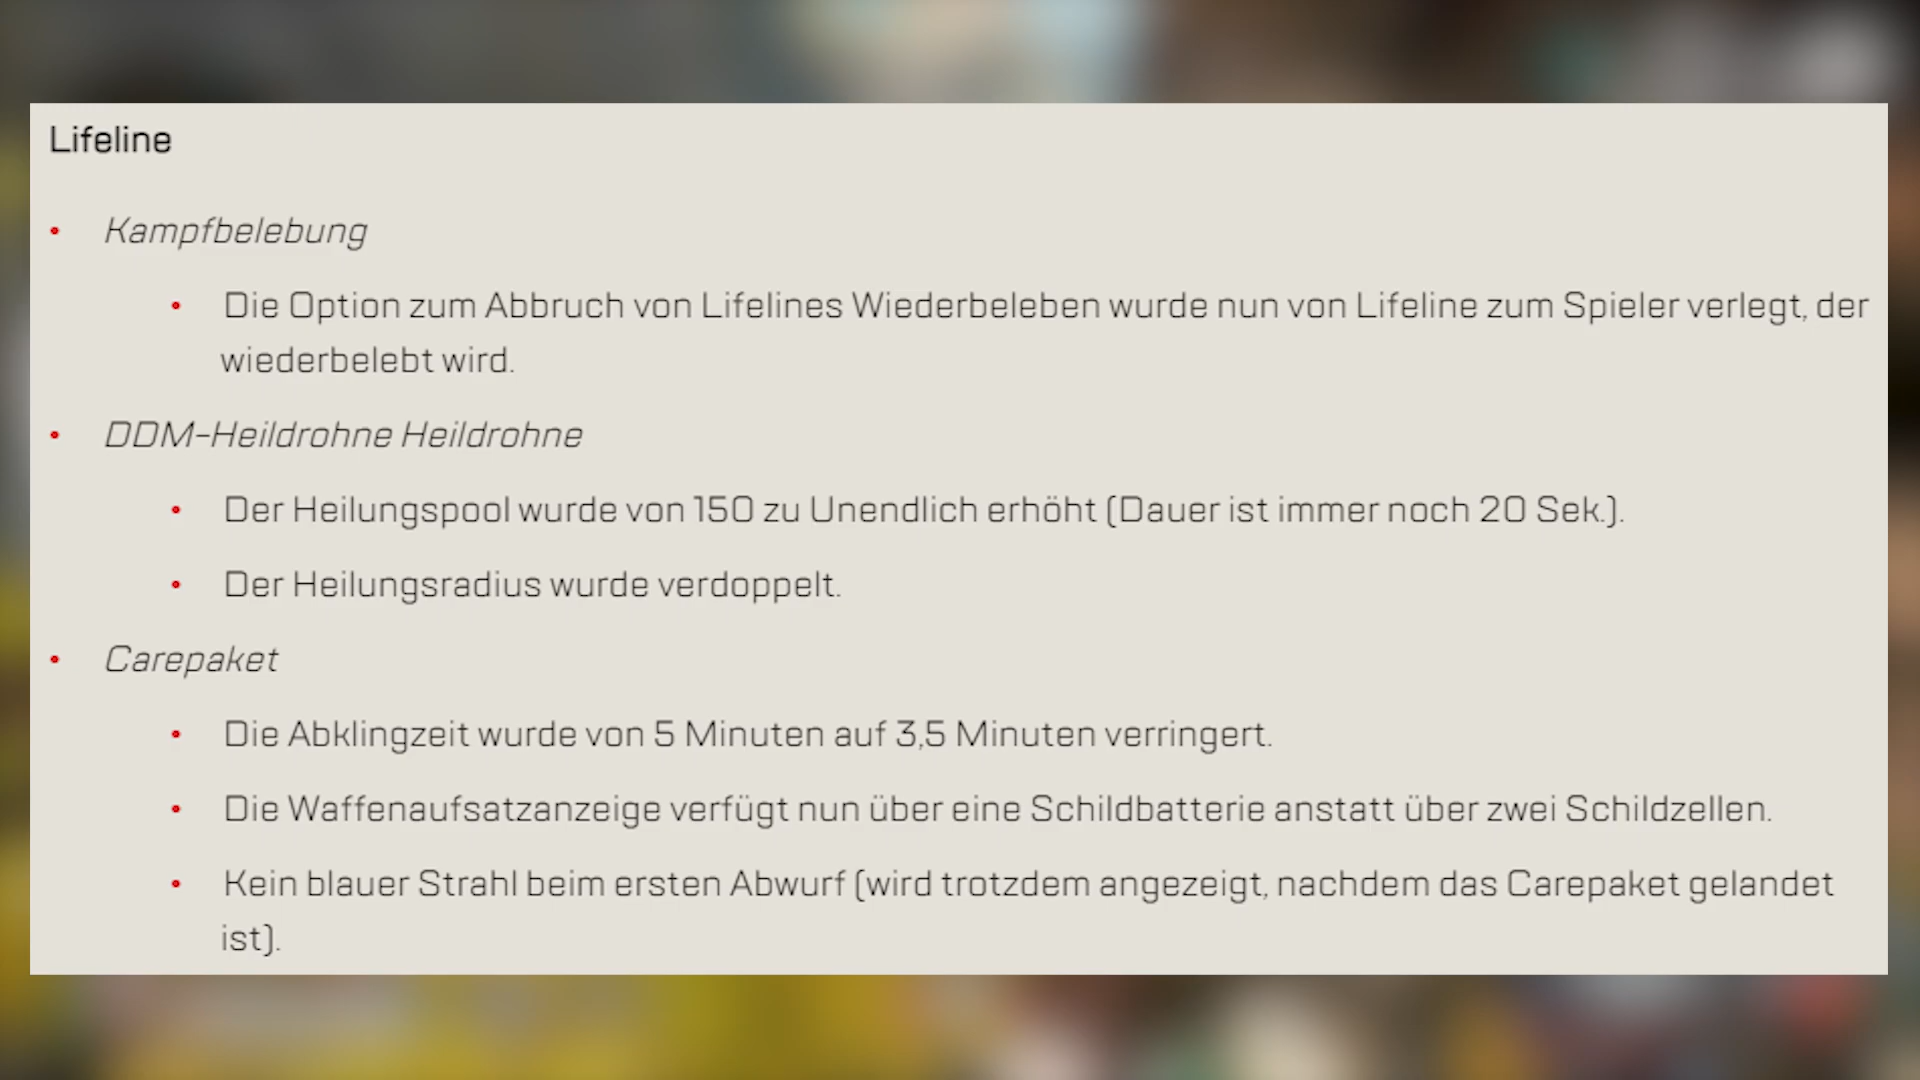 Lifeline
• Kampfbelebung
• Die Option zum Abbruch von Lifelines Wiederbeleben wurde nun von Lifeline zum Spieler verlegt, der
wiederbelebt wird.
• DDM-Heildrohne Heildrohne
• Der Heilungspool wurde von 150 zu Unendlich erhöht (Dauer ist immer noch 20 Sek.).
• Der Heilungsradius wurde verdoppelt.
• Carepaket
• Die Abklingzeit wurde von 5 Minuten auf 3,5 Minuten verringert.
• Die Waffenaufsatzanzeige verfügt nun über eine Schildbatterie anstatt über zwei Schildzellen.
• Kein blauer Strahl beim ersten Abwurf (wird trotzdem angezeigt, nachdem das Carepaket gelandet
ist).